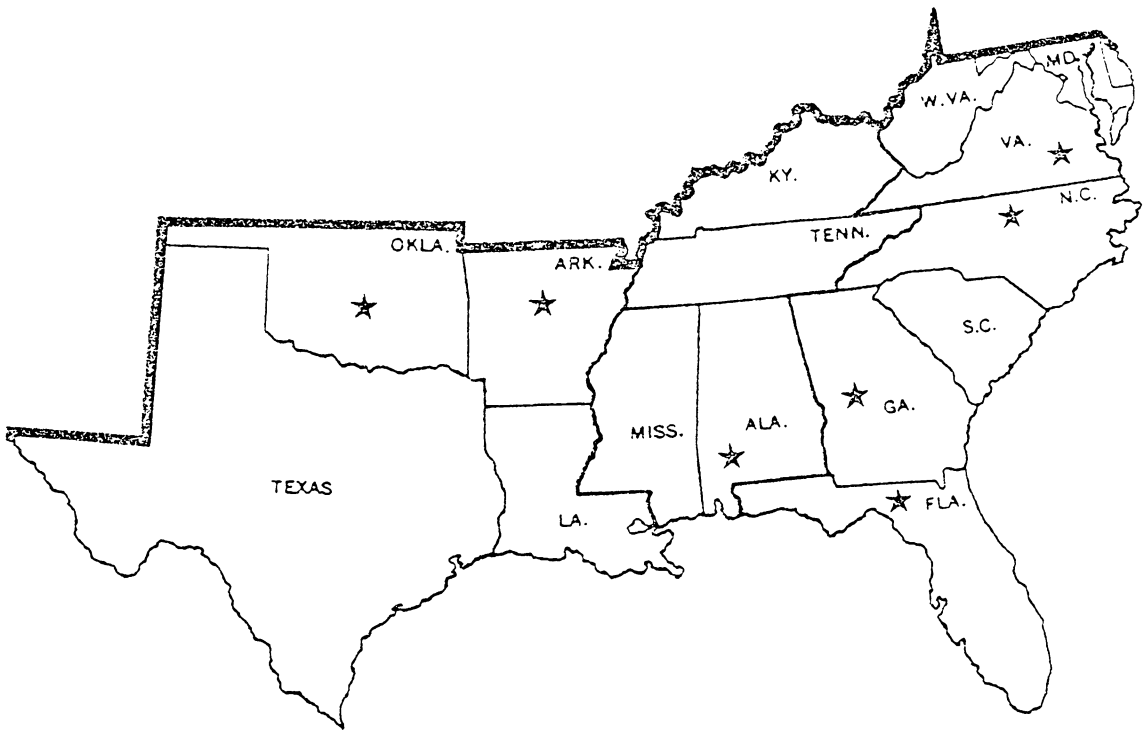 MD.
W.VA.
VA.
KY.
N.C.
TENN.
OKLA.
ARK.
S.C.
GA.
ALA.
MISS.
TEXAS
FLA.
LA.